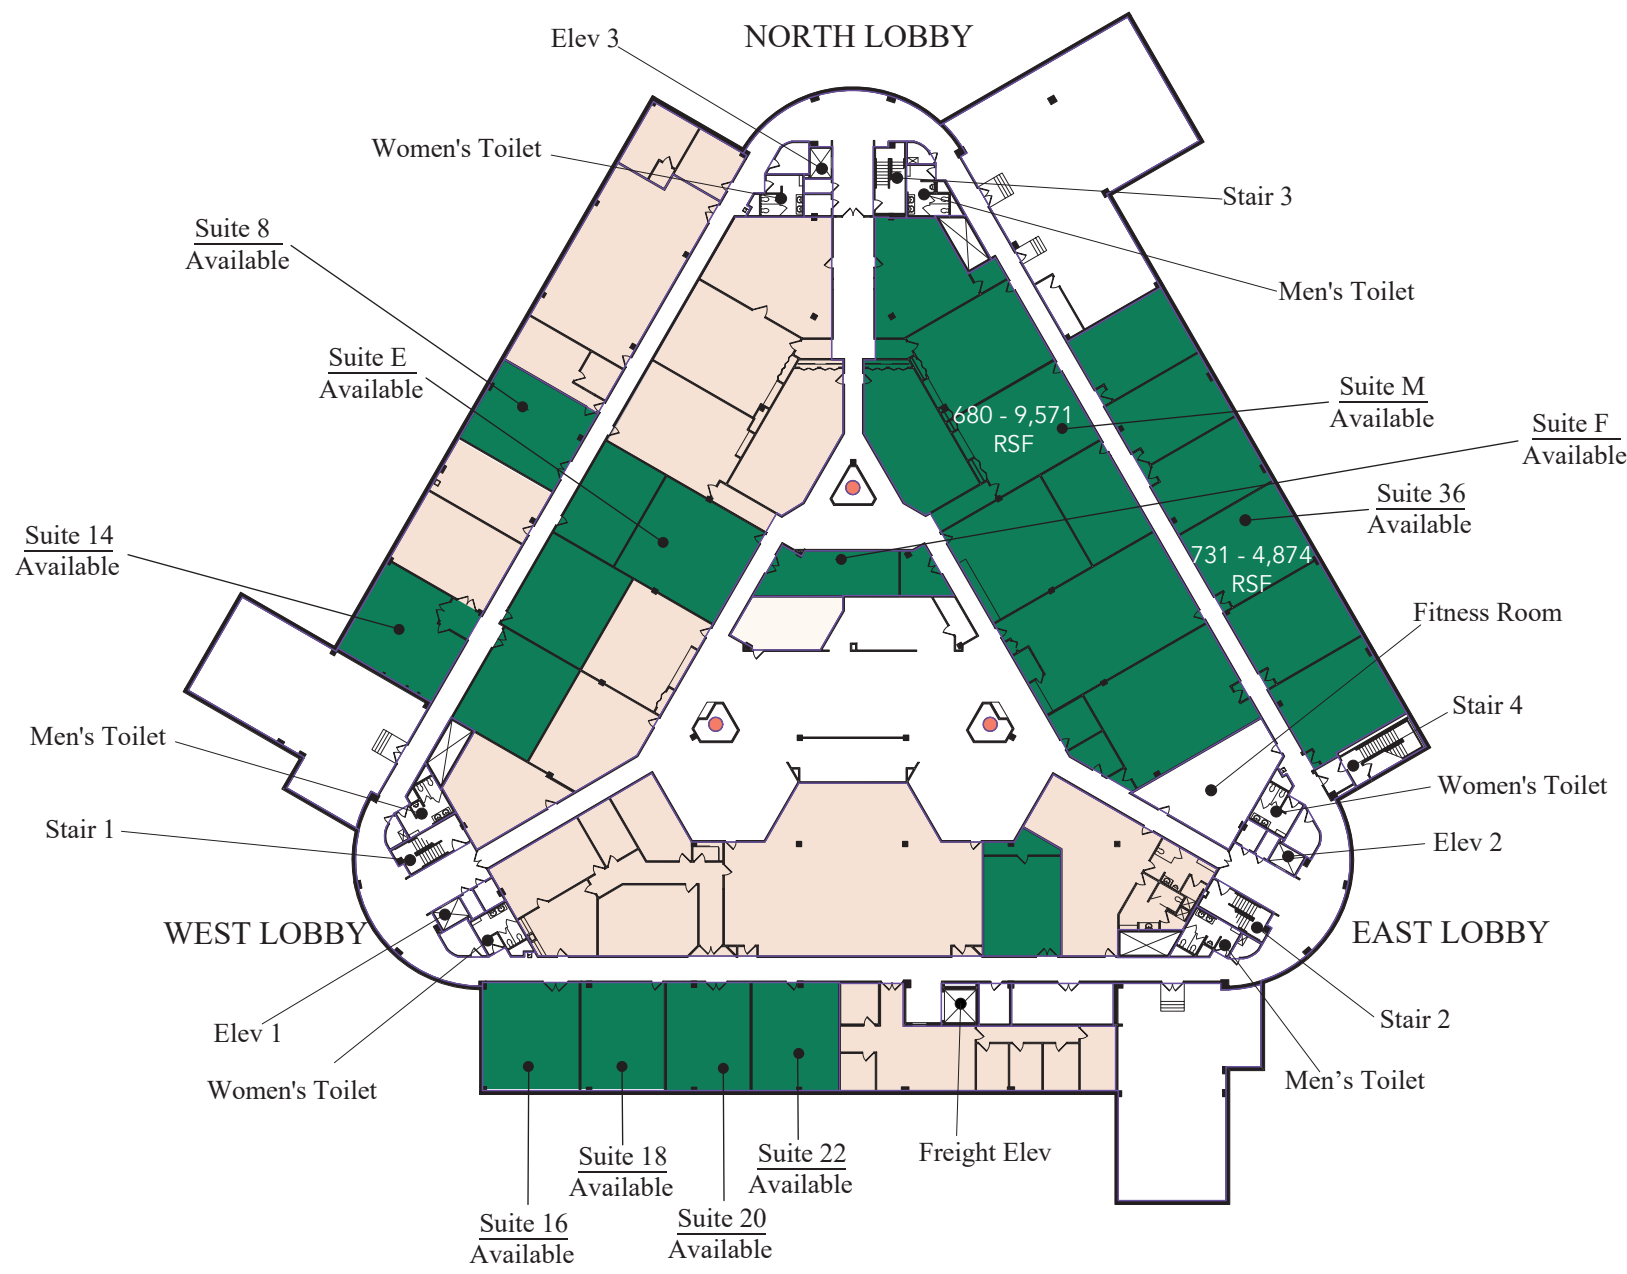 Elev 3
NORTH LOBBY
Women's Toilet
Stair 3
Suite 8
Available
Men's Toilet
Suite E
Available
Suite M
Available
680 - 9,571
RSF
Suite F
Available
Suite 36
Available
Suite 14
Available
731 - 4,874
RSF
Fitness Room
Stair 4
Men's Toilet
Women's Toilet
Stair 1
Elev 2
WEST LOBBY
EAST LOBBY
Elev 1
Stair 2
Women's Toilet
Men’s Toilet
Freight Elev
Suite 18
Available
Suite 22
Available
Suite 16
Available
Suite 20
Available